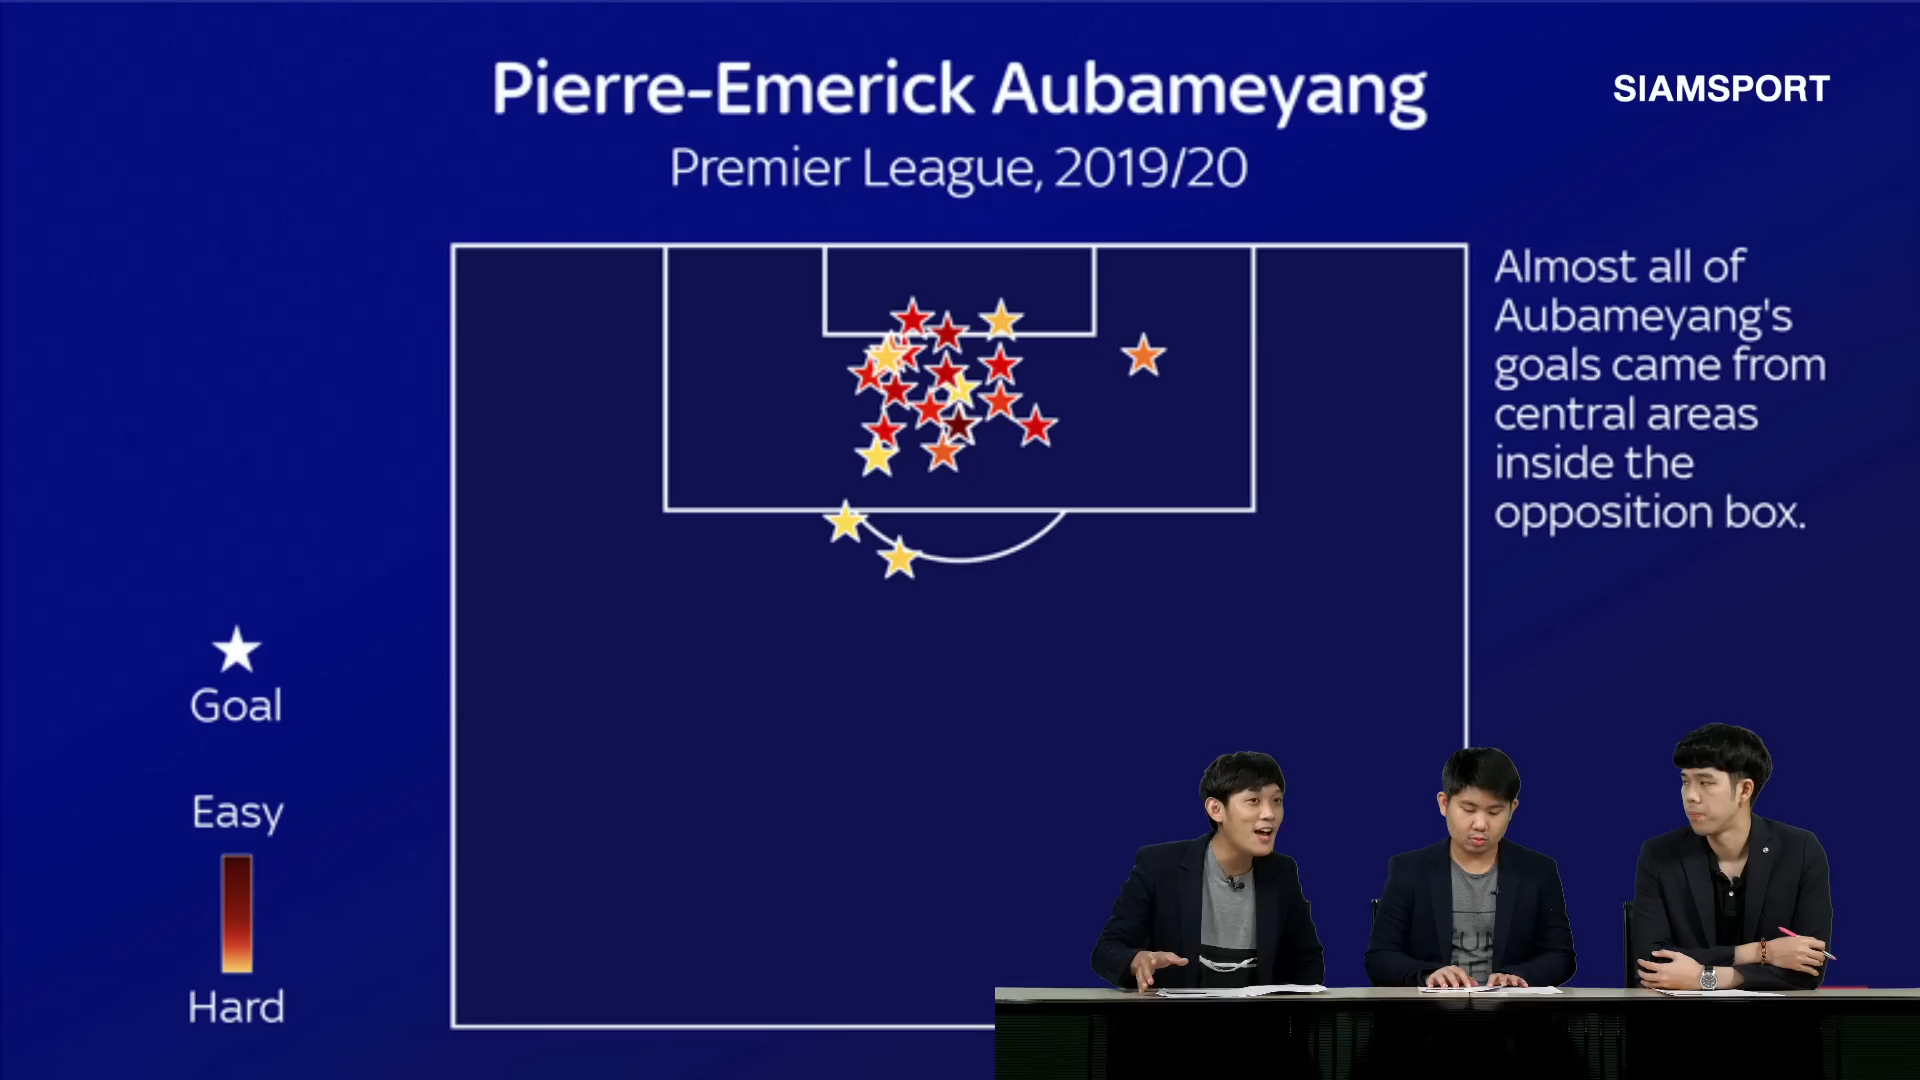 Pierre-Emerick Aubameyang
SIAMSPORT
Premier League, 2019/20
Almost all of
Aubameyang's
goals came from
central areas
inside the
opposition box.
Goal
Easy
Hard